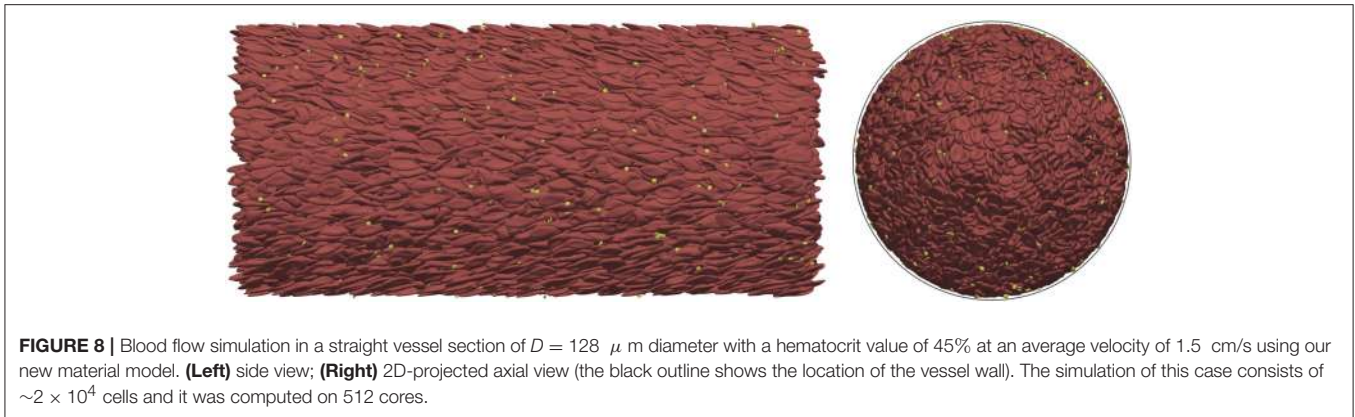 FIGURE 8 | Blood flow simulation in a straight vessel section of D = 128 μ m diameter with a hematocrit value of 45% at an average velocity of 1.5 cm/s using our
new material model. (Left) side view; (Right) 2D-projected axial view (the black outline shows the location of the vessel wall). The simulation of this case consists of
~2 × 10⁴ cells and it was computed on 512 cores.